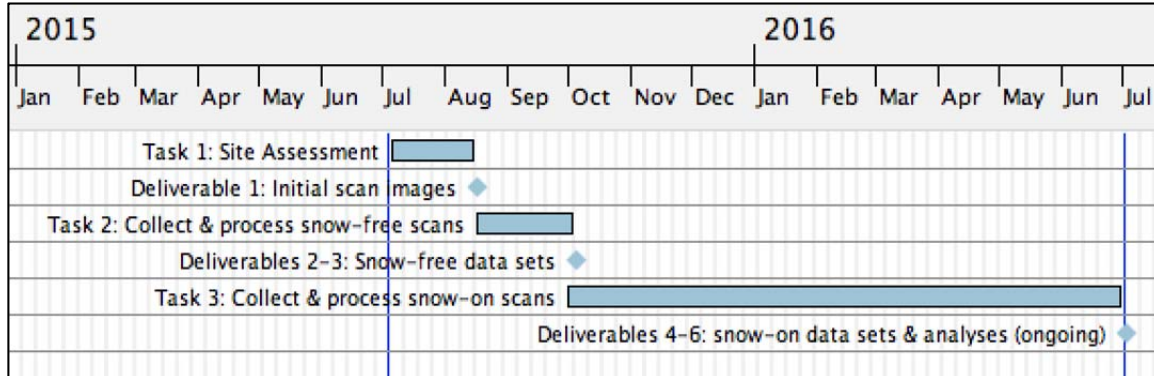 2015 2016
Jan Feb Mar Apr May Jun Jul Aug Sep Oct Nov Dec Jan Feb Mar Apr May Jun Jul
Task 1: Site Assessment
Deliverable 1: Initial scan images
Task 2: Collect & process snow-free scans
Deliverables 2-3: Snow-free data sets
Task 3: Collect & process snow-on scans
Deliverables 4-6: snow-on data sets & analyses (ongoing)